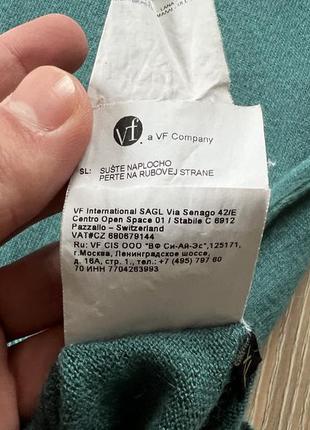 LANA
vf. a VF Company
SL: SUŠTE NAPLOCHO
PERTE NA RUBOVEJ STRANE
VF International SAGL Via Senago 42/E
Centro Open Space 01 / Stabile C 6912
Pazzallo – Switzerland
VAT#CZ 680679144
Ru: VF CIS ООО "ВФ Си-Ай-Эс",125171,
г.Москва, Ленинградское шоссе,
д. 16А, стр. 1., тел.: +7 (495) 797 60
70 ИНН 7704263993